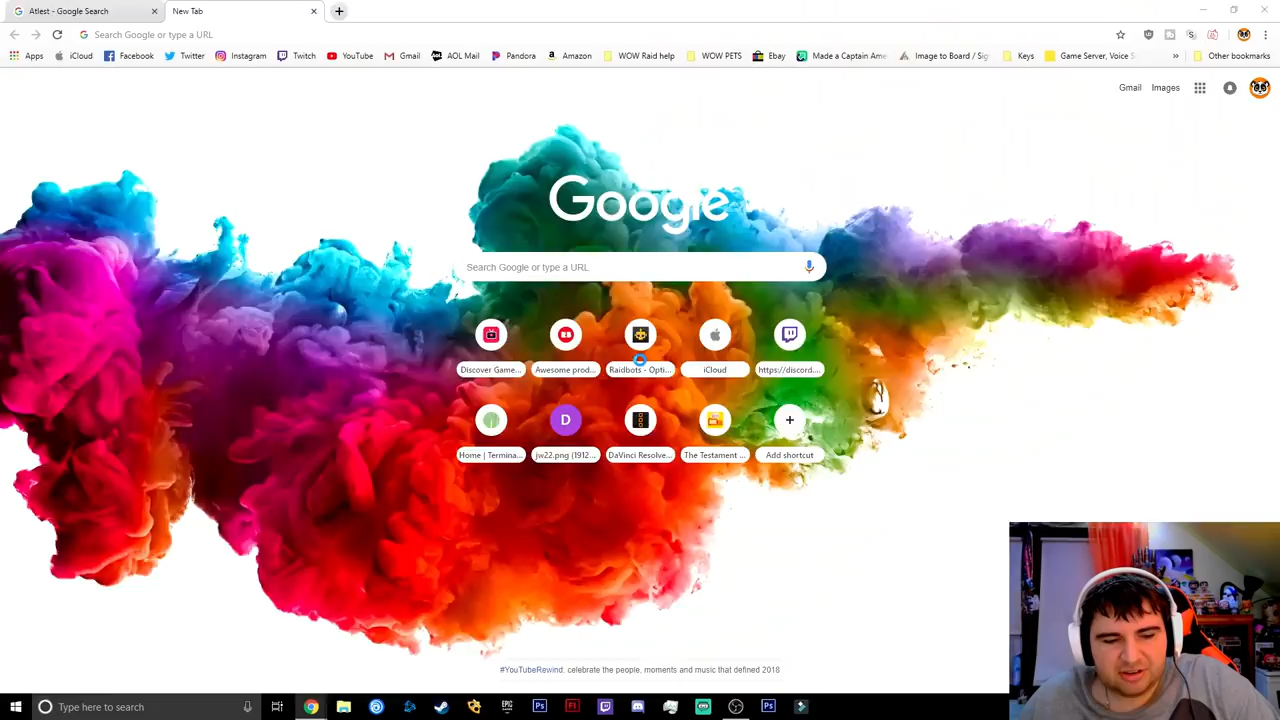 Atlest - Google Search
New Tab
Search Google or type a URL
Apps iCloud Facebook Twitter Instagram Twitch YouTube Gmail AOL Mail Pandora Amazon WOW Raid help WOW PETS Ebay Made a Captain Ame Image to Board / Sig Keys Game Server, Voice S » Other bookmarks
Gmail Images
Google
Search Google or type a URL
Discover Game... Awesome prod... Raidbots - Opti... iCloud https://discord....
D
Home | Termina... jw22.png (1912... DaVinci Resolve... The Testament ... Add shortcut
#YouTubeRewind: celebrate the people, moments and music that defined 2018
Type here to search
EPIC
Ps
Fl
Ps